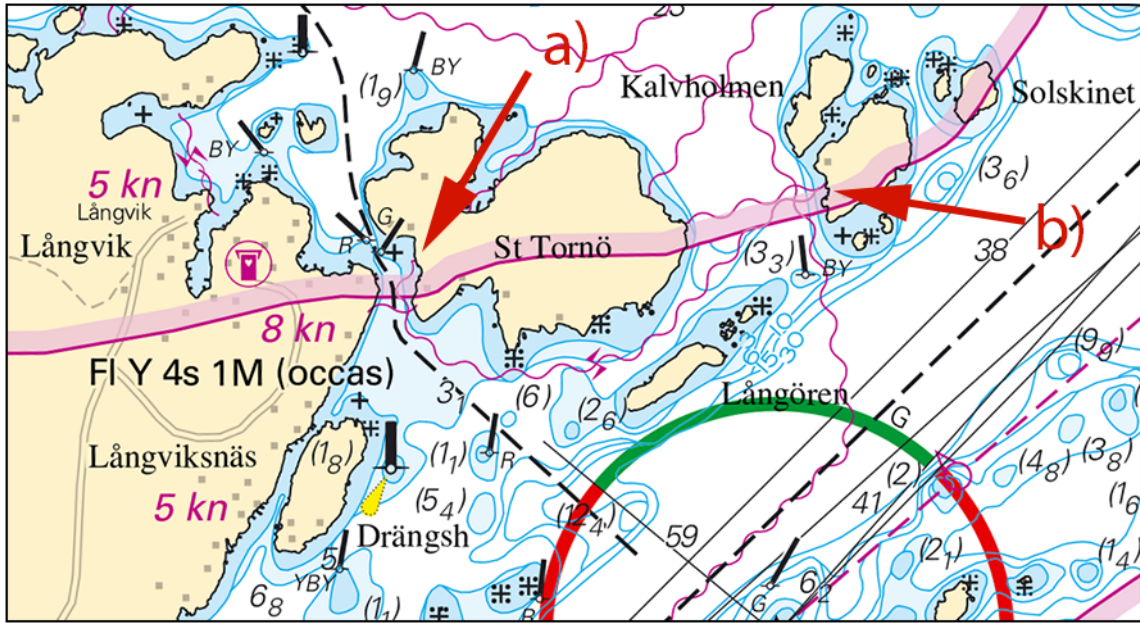 a)
(1₉)
BY
Kalvholmen
Solskinet
BY
5 kn
Långvik
(3₆)
G
Långvik
R
St Tornö
b)
(3₃)
BY
38
8 kn
Fl Y 4s 1M (occas)
3₁
(6)
(2₆)
Långören
G
(9₉)
Långviksnäs
(1₈)
(1₁)
R
(2)
(4₈)
(3₈)
5 kn
(5₄)
(12₄)
41
(1₆
Drängsh
59
(2₁)
(1₄)
5
YBY
6₈
(1₁)
R
G
6₂